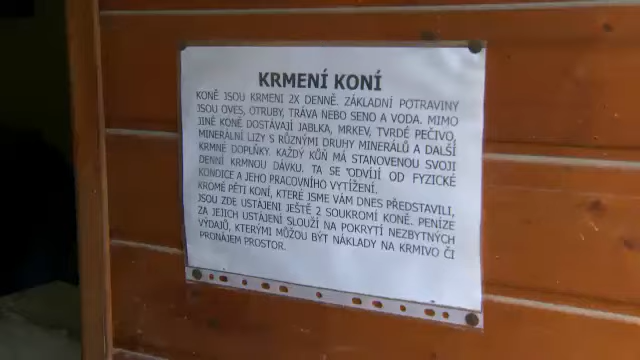 KRMENÍ KONÍ
KONĚ JSOU KRMENI 2X DENNĚ. ZÁKLADNÍ POTRAVINY
JSOU OVES, OTRUBY, TRÁVA NEBO SENO A VODA. MIMO
JINÉ KONĚ DOSTÁVAJÍ JABLKA, MRKEV, TVRDÉ PEČIVO,
MINERÁLNÍ LIZY S RŮZNÝMI DRUHY MINERÁLŮ A DALŠÍ
KRMNÉ DOPLŇKY. KAŽDÝ KŮŇ MÁ STANOVENOU SVOJI
DENNÍ KRMNOU DÁVKU. TA SE ODVÍJÍ OD FYZICKÉ
KONDICE A JEHO PRACOVNÍHO VYTÍŽENÍ.
KROMĚ PĚTI KONÍ, KTERÉ JSME VÁM DNES PŘEDSTAVILI,
JSOU ZDE USTÁJENI JEŠTĚ 2 SOUKROMÍ KONĚ. PENÍZE
ZA JEJICH USTÁJENÍ SLOUŽÍ NA POKRYTÍ NEZBYTNÝCH
VÝDAJŮ, KTERÝMI MŮŽOU BÝT NÁKLADY NA KRMIVO ČI
PRONÁJEM PROSTOR.